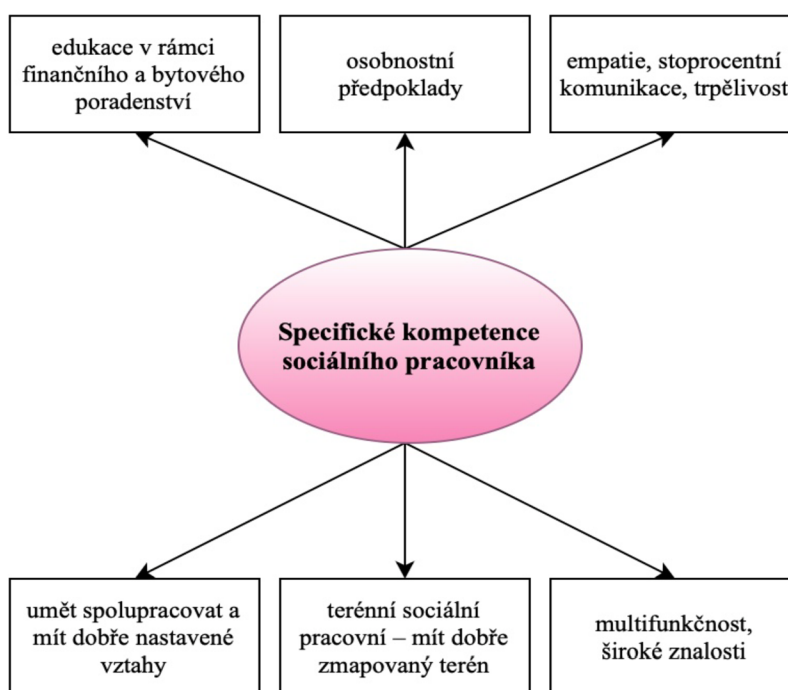 edukace v rámci
finančního a bytového
poradenství
osobnostní
předpoklady
empatie, stoprocentní
komunikace, trpělivost
Specifické kompetence
sociálního pracovníka
umět spolupracovat a
mít dobře nastavené
vztahy
terénní sociální
pracovní – mít dobře
zmapovaný terén
multifunkčnost,
široké znalosti